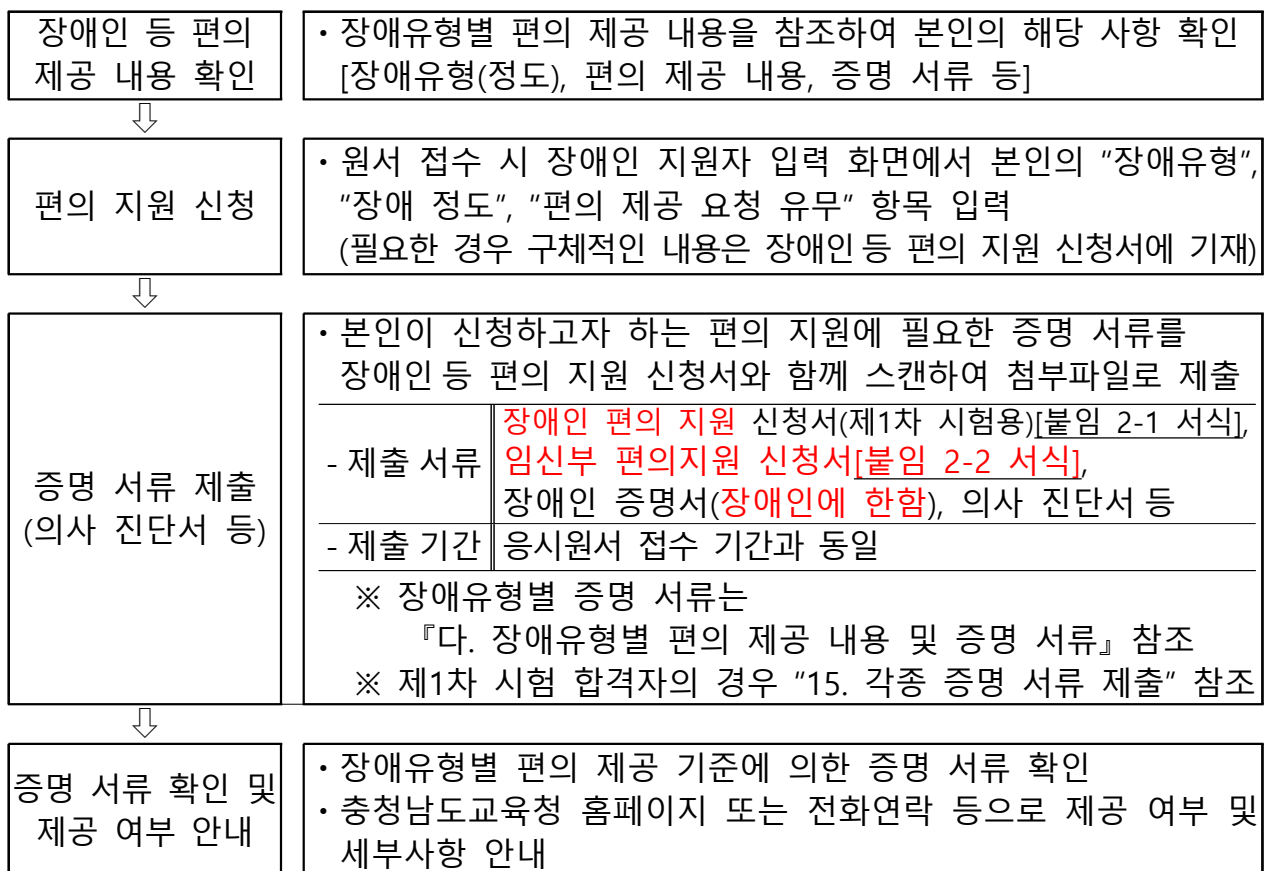 장애인 등 편의
제공 내용 확인
· 장애유형별 편의 제공 내용을 참조하여 본인의 해당 사항 확인
[장애유형(정도), 편의 제공 내용, 증명 서류 등]
⇩
편의 지원 신청
· 원서 접수 시 장애인 지원자 입력 화면에서 본인의 "장애유형",
"장애 정도", "편의 제공 요청 유무" 항목 입력
(필요한 경우 구체적인 내용은 장애인 등 편의 지원 신청서에 기재)
⇩
증명 서류 제출
(의사 진단서 등)
· 본인이 신청하고자 하는 편의 지원에 필요한 증명 서류를
장애인 등 편의 지원 신청서와 함께 스캔하여 첨부파일로 제출
- 제출 서류
장애인 편의 지원 신청서(제1차 시험용)[붙임 2-1 서식],
임신부 편의지원 신청서[붙임 2-2 서식],
장애인 증명서(장애인에 한함), 의사 진단서 등
- 제출 기간
응시원서 접수 기간과 동일
※ 장애유형별 증명 서류는
『다. 장애유형별 편의 제공 내용 및 증명 서류』 참조
※ 제1차 시험 합격자의 경우 "15. 각종 증명 서류 제출" 참조
⇩
증명 서류 확인 및
제공 여부 안내
· 장애유형별 편의 제공 기준에 의한 증명 서류 확인
· 충청남도교육청 홈페이지 또는 전화연락 등으로 제공 여부 및
세부사항 안내